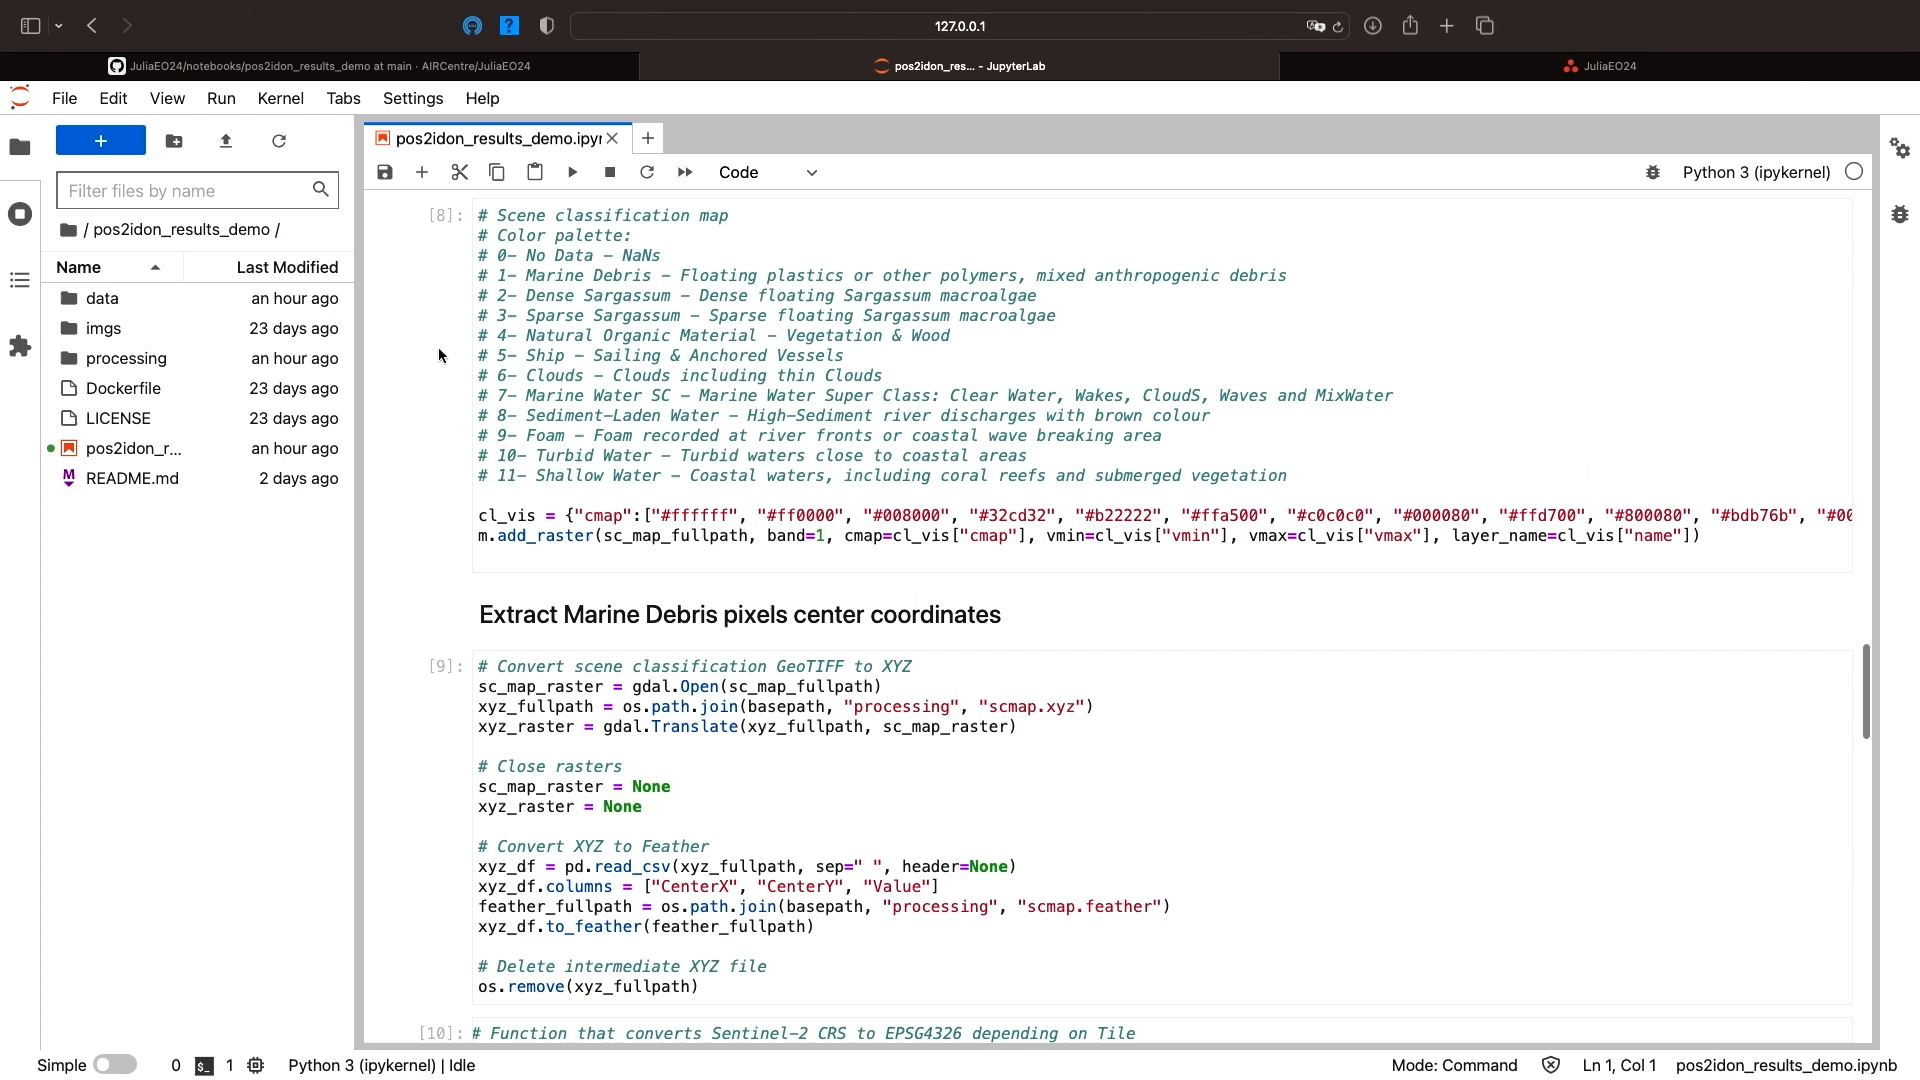 127.0.0.1
JuliaEO24/notebooks/pos2idon_results_demo at main · AIRCentre/JuliaEO24
pos2idon_res... - JupyterLab
JuliaEO24
File Edit View Run Kernel Tabs Settings Help
pos2idon_results_demo.ipyr
Code
Python 3 (ipykernel)
Filter files by name
/ pos2idon_results_demo /
Name Last Modified
data an hour ago
imgs 23 days ago
processing an hour ago
Dockerfile 23 days ago
LICENSE 23 days ago
pos2idon_r... an hour ago
README.md 2 days ago
[8]: # Scene classification map
# Color palette:
# 0- No Data – NaNs
# 1- Marine Debris – Floating plastics or other polymers, mixed anthropogenic debris
# 2- Dense Sargassum – Dense floating Sargassum macroalgae
# 3- Sparse Sargassum – Sparse floating Sargassum macroalgae
# 4- Natural Organic Material – Vegetation & Wood
# 5- Ship – Sailing & Anchored Vessels
# 6- Clouds – Clouds including thin Clouds
# 7- Marine Water SC – Marine Water Super Class: Clear Water, Wakes, CloudS, Waves and MixWater
# 8- Sediment-Laden Water – High-Sediment river discharges with brown colour
# 9- Foam – Foam recorded at river fronts or coastal wave breaking area
# 10- Turbid Water – Turbid waters close to coastal areas
# 11- Shallow Water – Coastal waters, including coral reefs and submerged vegetation
cl_vis = {"cmap":["#ffffff", "#ff0000", "#008000", "#32cd32", "#b22222", "#ffa500", "#c0c0c0", "#000080", "#ffd700", "#800080", "#bdb76b", "#00
m.add_raster(sc_map_fullpath, band=1, cmap=cl_vis["cmap"], vmin=cl_vis["vmin"], vmax=cl_vis["vmax"], layer_name=cl_vis["name"])
Extract Marine Debris pixels center coordinates
[9]: # Convert scene classification GeoTIFF to XYZ
sc_map_raster = gdal.Open(sc_map_fullpath)
xyz_fullpath = os.path.join(basepath, "processing", "scmap.xyz")
xyz_raster = gdal.Translate(xyz_fullpath, sc_map_raster)
# Close rasters
sc_map_raster = None
xyz_raster = None
# Convert XYZ to Feather
xyz_df = pd.read_csv(xyz_fullpath, sep=" ", header=None)
xyz_df.columns = ["CenterX", "CenterY", "Value"]
feather_fullpath = os.path.join(basepath, "processing", "scmap.feather")
xyz_df.to_feather(feather_fullpath)
# Delete intermediate XYZ file
os.remove(xyz_fullpath)
[10]: # Function that converts Sentinel-2 CRS to EPSG4326 depending on Tile
Simple 0 1 Python 3 (ipykernel) | Idle Mode: Command Ln 1, Col 1 pos2idon_results_demo.ipynb